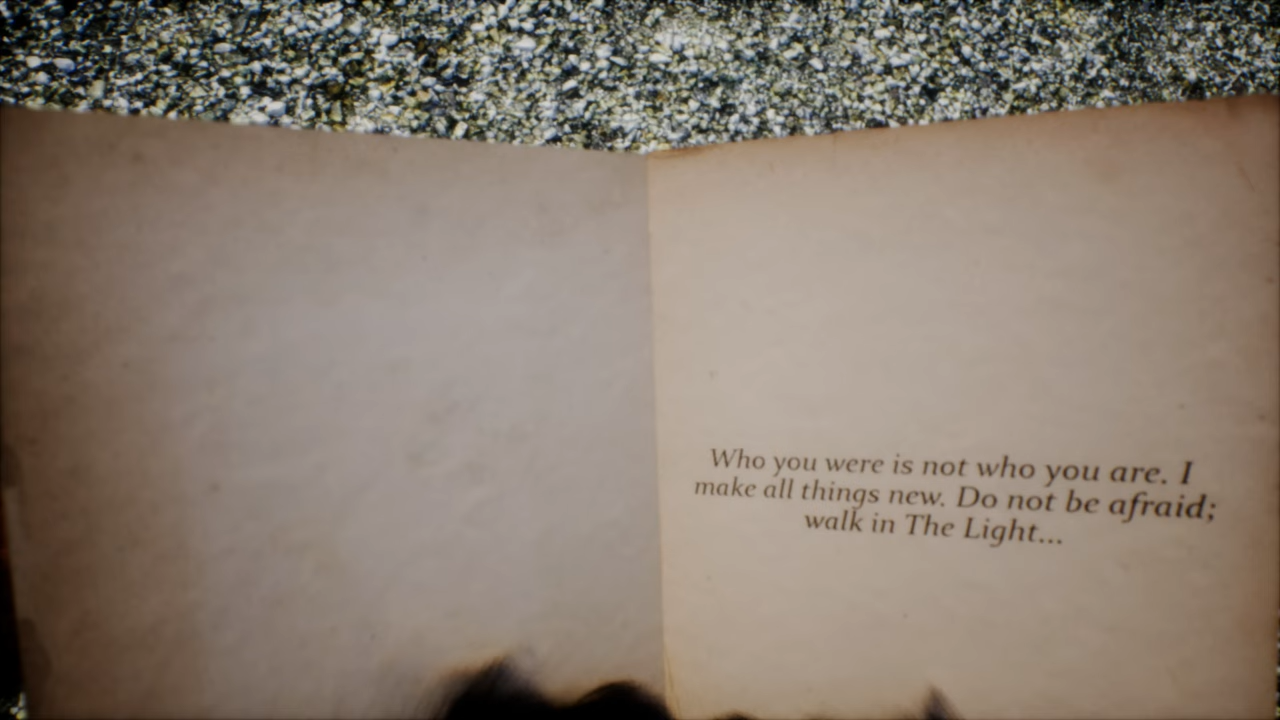 Who you were is not who you are. I
make all things new. Do not be afraid;
walk in The Light...